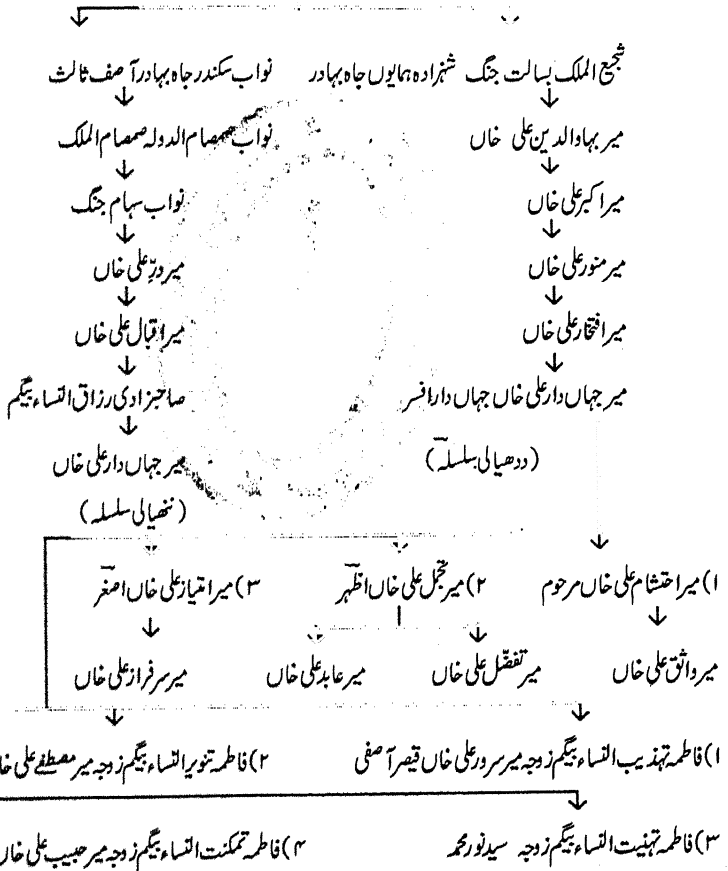 شجیع الملک بسالت جنگ شہزادہ ہمایوں جاہ بہادر نواب سکندر جاہ بہادر آصف ثالث
میر بہاوالدین علی خاں نواب صمصام الدولہ صمصام الملک
میر اکبر علی خاں نواب سہام جنگ
میر منور علی خاں میر درِّ علی خاں
میر افتخار علی خاں میر اقبال علی خاں
میر جہاں دار علی خاں جہاں دار افسر صاحبزادی رزاق النساء بیگم
(ددھیالی سلسلہ) میر جہاں دار علی خاں
(ننھیالی سلسلہ)
۱) میر احتشام علی خاں مرحوم ۲) میر تجمل علی خاں اظہر ۳) میر امتیاز علی خاں اصغر
میر واثق علی خاں میر تفضّل علی خاں میر عابد علی خاں میر سرفراز علی خاں
۱) فاطمہ تہذیب النساء بیگم زوجہ میر سرور علی خاں قیصر آصفی ۲) فاطمہ تنویر النساء بیگم زوجہ میر مصطفےٰ علی خاں
۳) فاطمہ تہنیت النساء بیگم زوجہ سید نور محمد ۴) فاطمہ تمکنت النساء بیگم زوجہ میر حبیب علی خاں